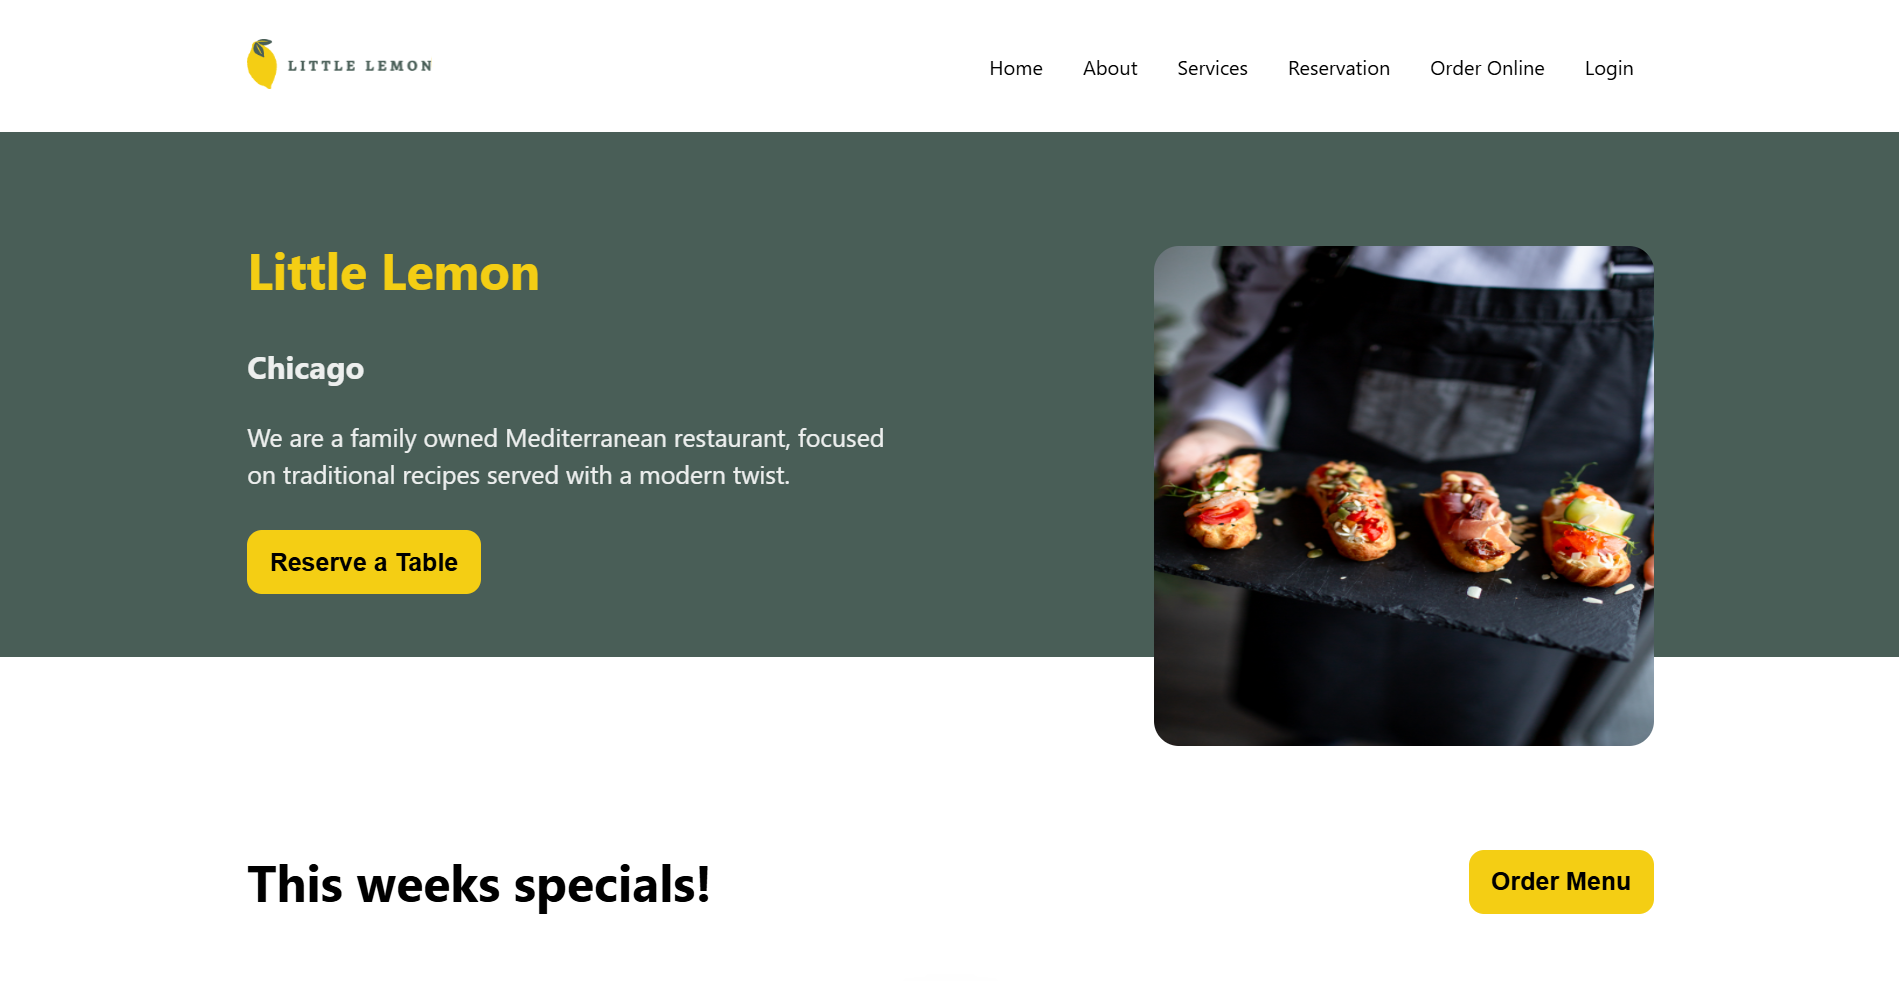 LITTLE LEMON
Home About Services Reservation Order Online Login
Little Lemon
Chicago
We are a family owned Mediterranean restaurant, focused
on traditional recipes served with a modern twist.
Reserve a Table
This weeks specials!
Order Menu